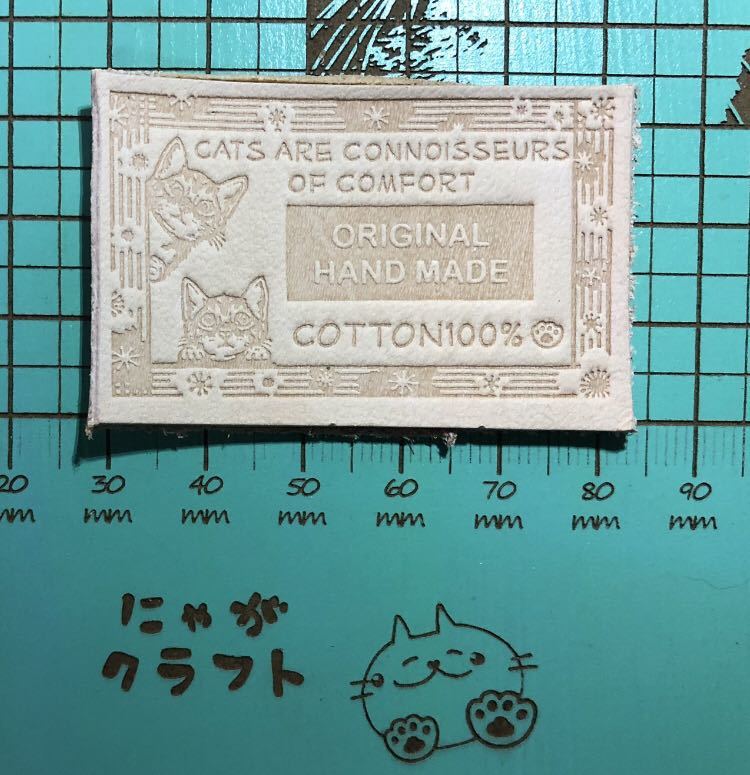 CATS ARE CONNOISSEURS
OF COMFORT
ORIGINAL
HAND MADE
COTTON100%
20 30 40 50 60 70 80 90
mm mm mm mm mm mm mm mm
にゃが
クラフト